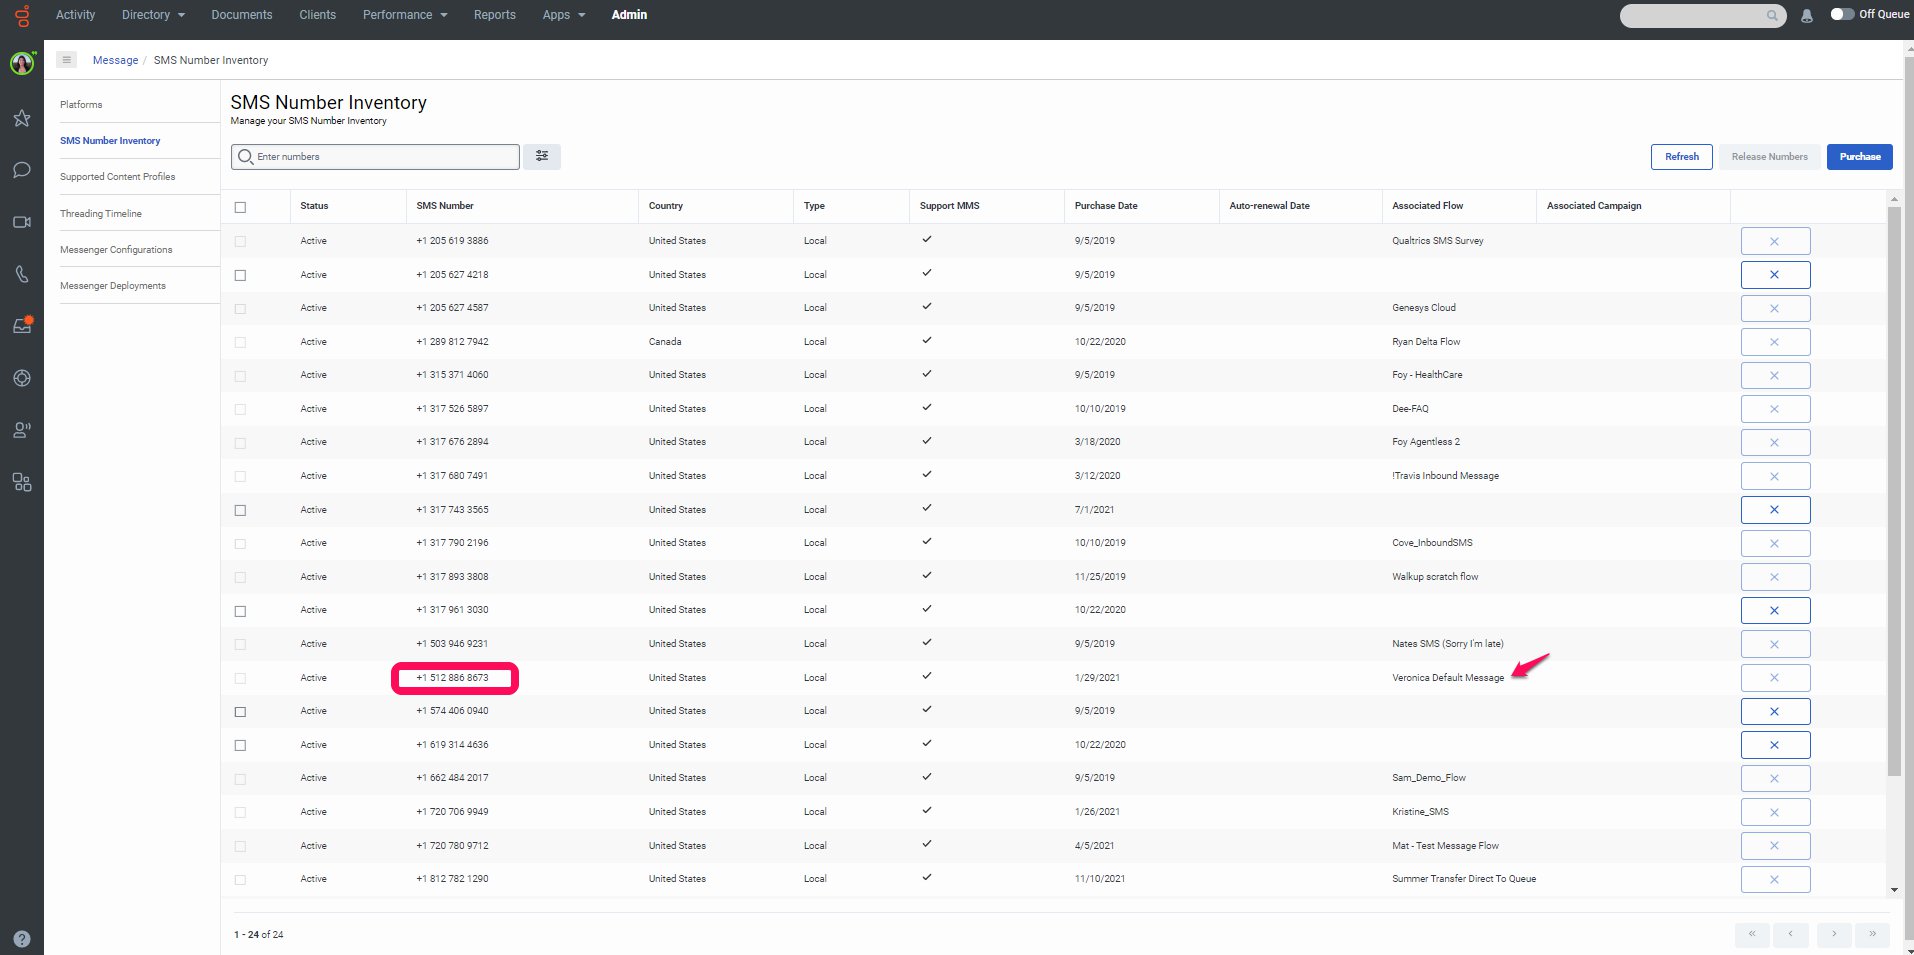 Activity Directory Documents Clients Performance Reports Apps Admin Off Queue
Message / SMS Number Inventory
Platforms
SMS Number Inventory
Supported Content Profiles
Threading Timeline
Messenger Configurations
Messenger Deployments
SMS Number Inventory
Manage your SMS Number Inventory
Enter numbers
Refresh Release Numbers Purchase
Status SMS Number Country Type Support MMS Purchase Date Auto-renewal Date Associated Flow Associated Campaign
Active +1 205 619 3886 United States Local 9/5/2019 Qualtrics SMS Survey
Active +1 205 627 4218 United States Local 9/5/2019
Active +1 205 627 4587 United States Local 9/5/2019 Genesys Cloud
Active +1 289 812 7942 Canada Local 10/22/2020 Ryan Delta Flow
Active +1 315 371 4060 United States Local 9/5/2019 Foy - HealthCare
Active +1 317 526 5897 United States Local 10/10/2019 Dee-FAQ
Active +1 317 676 2894 United States Local 3/18/2020 Foy Agentless 2
Active +1 317 680 7491 United States Local 3/12/2020 !Travis Inbound Message
Active +1 317 743 3565 United States Local 7/1/2021
Active +1 317 790 2196 United States Local 10/10/2019 Cove_InboundSMS
Active +1 317 893 3808 United States Local 11/25/2019 Walkup scratch flow
Active +1 317 961 3030 United States Local 10/22/2020
Active +1 503 946 9231 United States Local 9/5/2019 Nates SMS (Sorry I'm late)
Active +1 512 886 8673 United States Local 1/29/2021 Veronica Default Message
Active +1 574 406 0940 United States Local 9/5/2019
Active +1 619 314 4636 United States Local 10/22/2020
Active +1 662 484 2017 United States Local 9/5/2019 Sam_Demo_Flow
Active +1 720 706 9949 United States Local 1/26/2021 Kristine_SMS
Active +1 720 780 9712 United States Local 4/5/2021 Mat - Test Message Flow
Active +1 812 782 1290 United States Local 11/10/2021 Summer Transfer Direct To Queue
1 - 24 of 24